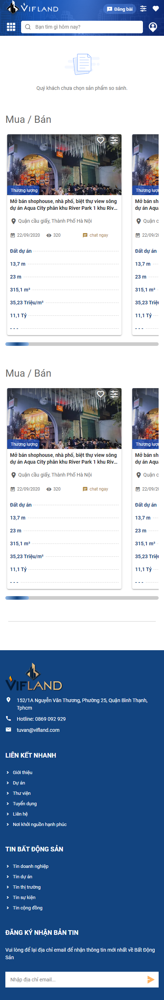 VIFLAND
Đăng bài
Bạn tìm gì hôm nay?
Quý khách chưa chọn sản phẩm so sánh.
Mua / Bán
Thương lượng
Thương lượn
Mở bán shophouse, nhà phố, biệt thự view sông
dự án Aqua City phân khu River Park 1 khu Riv...
Mở bán sh
dự án Aqua
Quận cầu giấy, Thành Phố Hà Nội
Quận c
22/09/2020
320
chat ngay
22/09/20
Đất dự án
Đất dự án
13,7 m
13,7 m
23 m
23 m
315,1 m²
315,1 m²
35,23 Triệu/m²
35,23 Triệu
11,1 Tỷ
11,1 Tỷ
- - -
- - -
Mua / Bán
Thương lượng
Thương lượn
Mở bán shophouse, nhà phố, biệt thự view sông
dự án Aqua City phân khu River Park 1 khu Riv...
Mở bán sh
dự án Aqua
Quận cầu giấy, Thành Phố Hà Nội
Quận c
22/09/2020
320
chat ngay
22/09/20
Đất dự án
Đất dự án
13,7 m
13,7 m
23 m
23 m
315,1 m²
315,1 m²
35,23 Triệu/m²
35,23 Triệu
11,1 Tỷ
11,1 Tỷ
- - -
- - -
VIFLAND
152/1A Nguyễn Văn Thương, Phường 25, Quận Bình Thạnh,
Tphcm
Hotline: 0869 092 929
tuvan@vifland.com
LIÊN KẾT NHANH
Giới thiệu
Dự án
Thư viện
Tuyển dụng
Liên hệ
Nơi khởi nguồn hạnh phúc
TIN BẤT ĐỘNG SẢN
Tin doanh nghiệp
Tin dự án
Tin thị trường
Tin sự kiện
Tin cộng đồng
ĐĂNG KÝ NHẬN BẢN TIN
Vui lòng để lại địa chỉ email để nhận thông tin mới nhất về Bất Động
Sản
Nhập địa chỉ email...